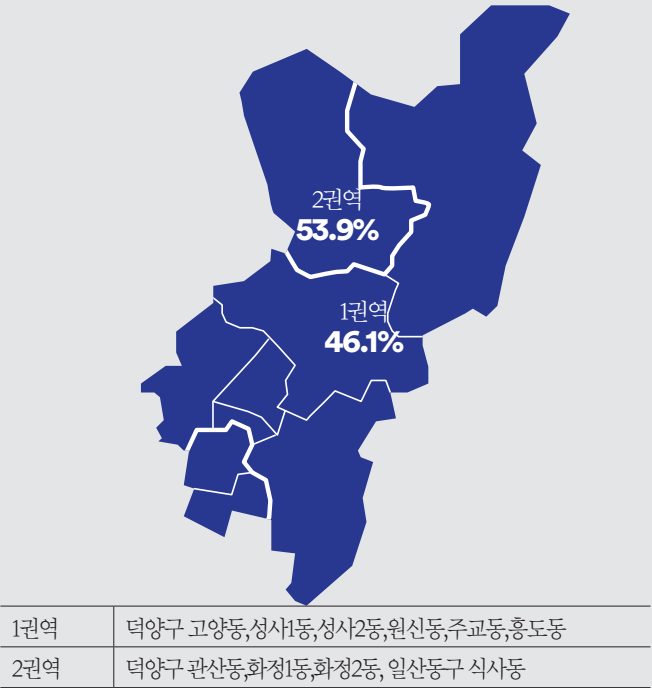 2권역
53.9%
1권역
46.1%
1권역 덕양구 고양동,성사1동,성사2동,원신동,주교동,흥도동
2권역 덕양구 관산동,화정1동,화정2동, 일산동구 식사동